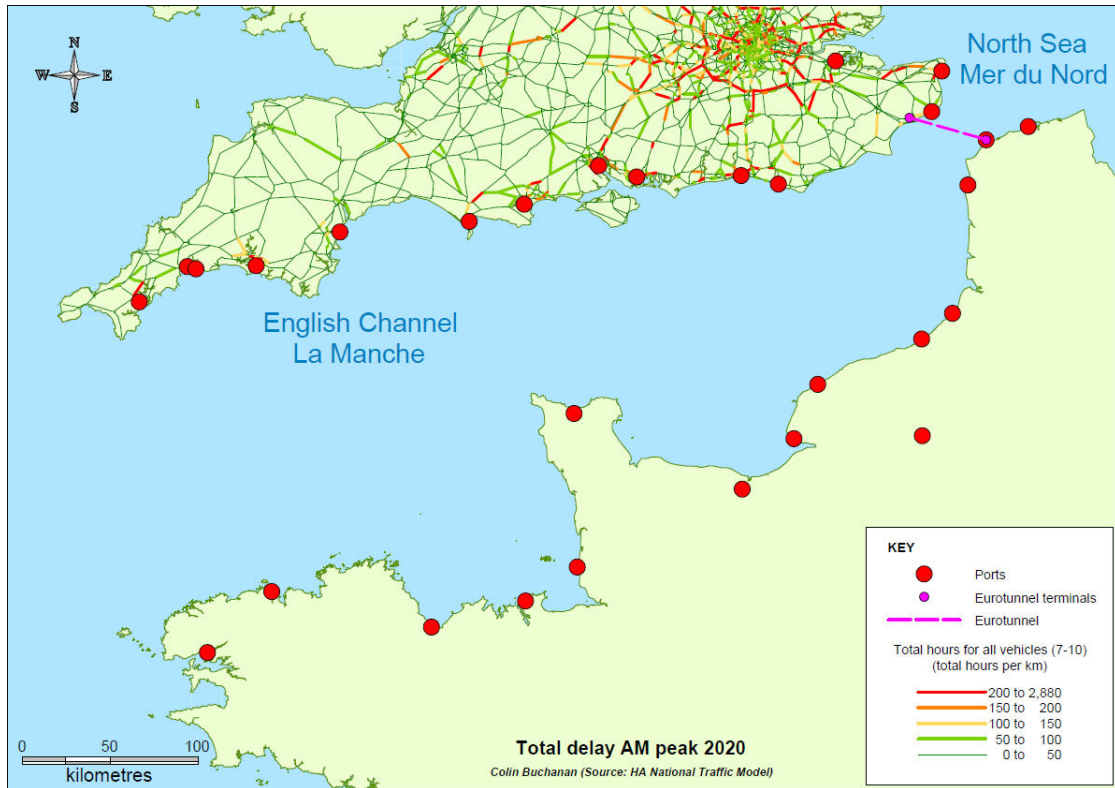 N
W E
S
North Sea
Mer du Nord
English Channel
La Manche
KEY
Ports
Eurotunnel terminals
Eurotunnel
Total hours for all vehicles (7-10)
(total hours per km)
200 to 2,880
150 to 200
100 to 150
50 to 100
0 to 50
0 50 100
kilometres
Total delay AM peak 2020
Colin Buchanan (Source: HA National Traffic Model)